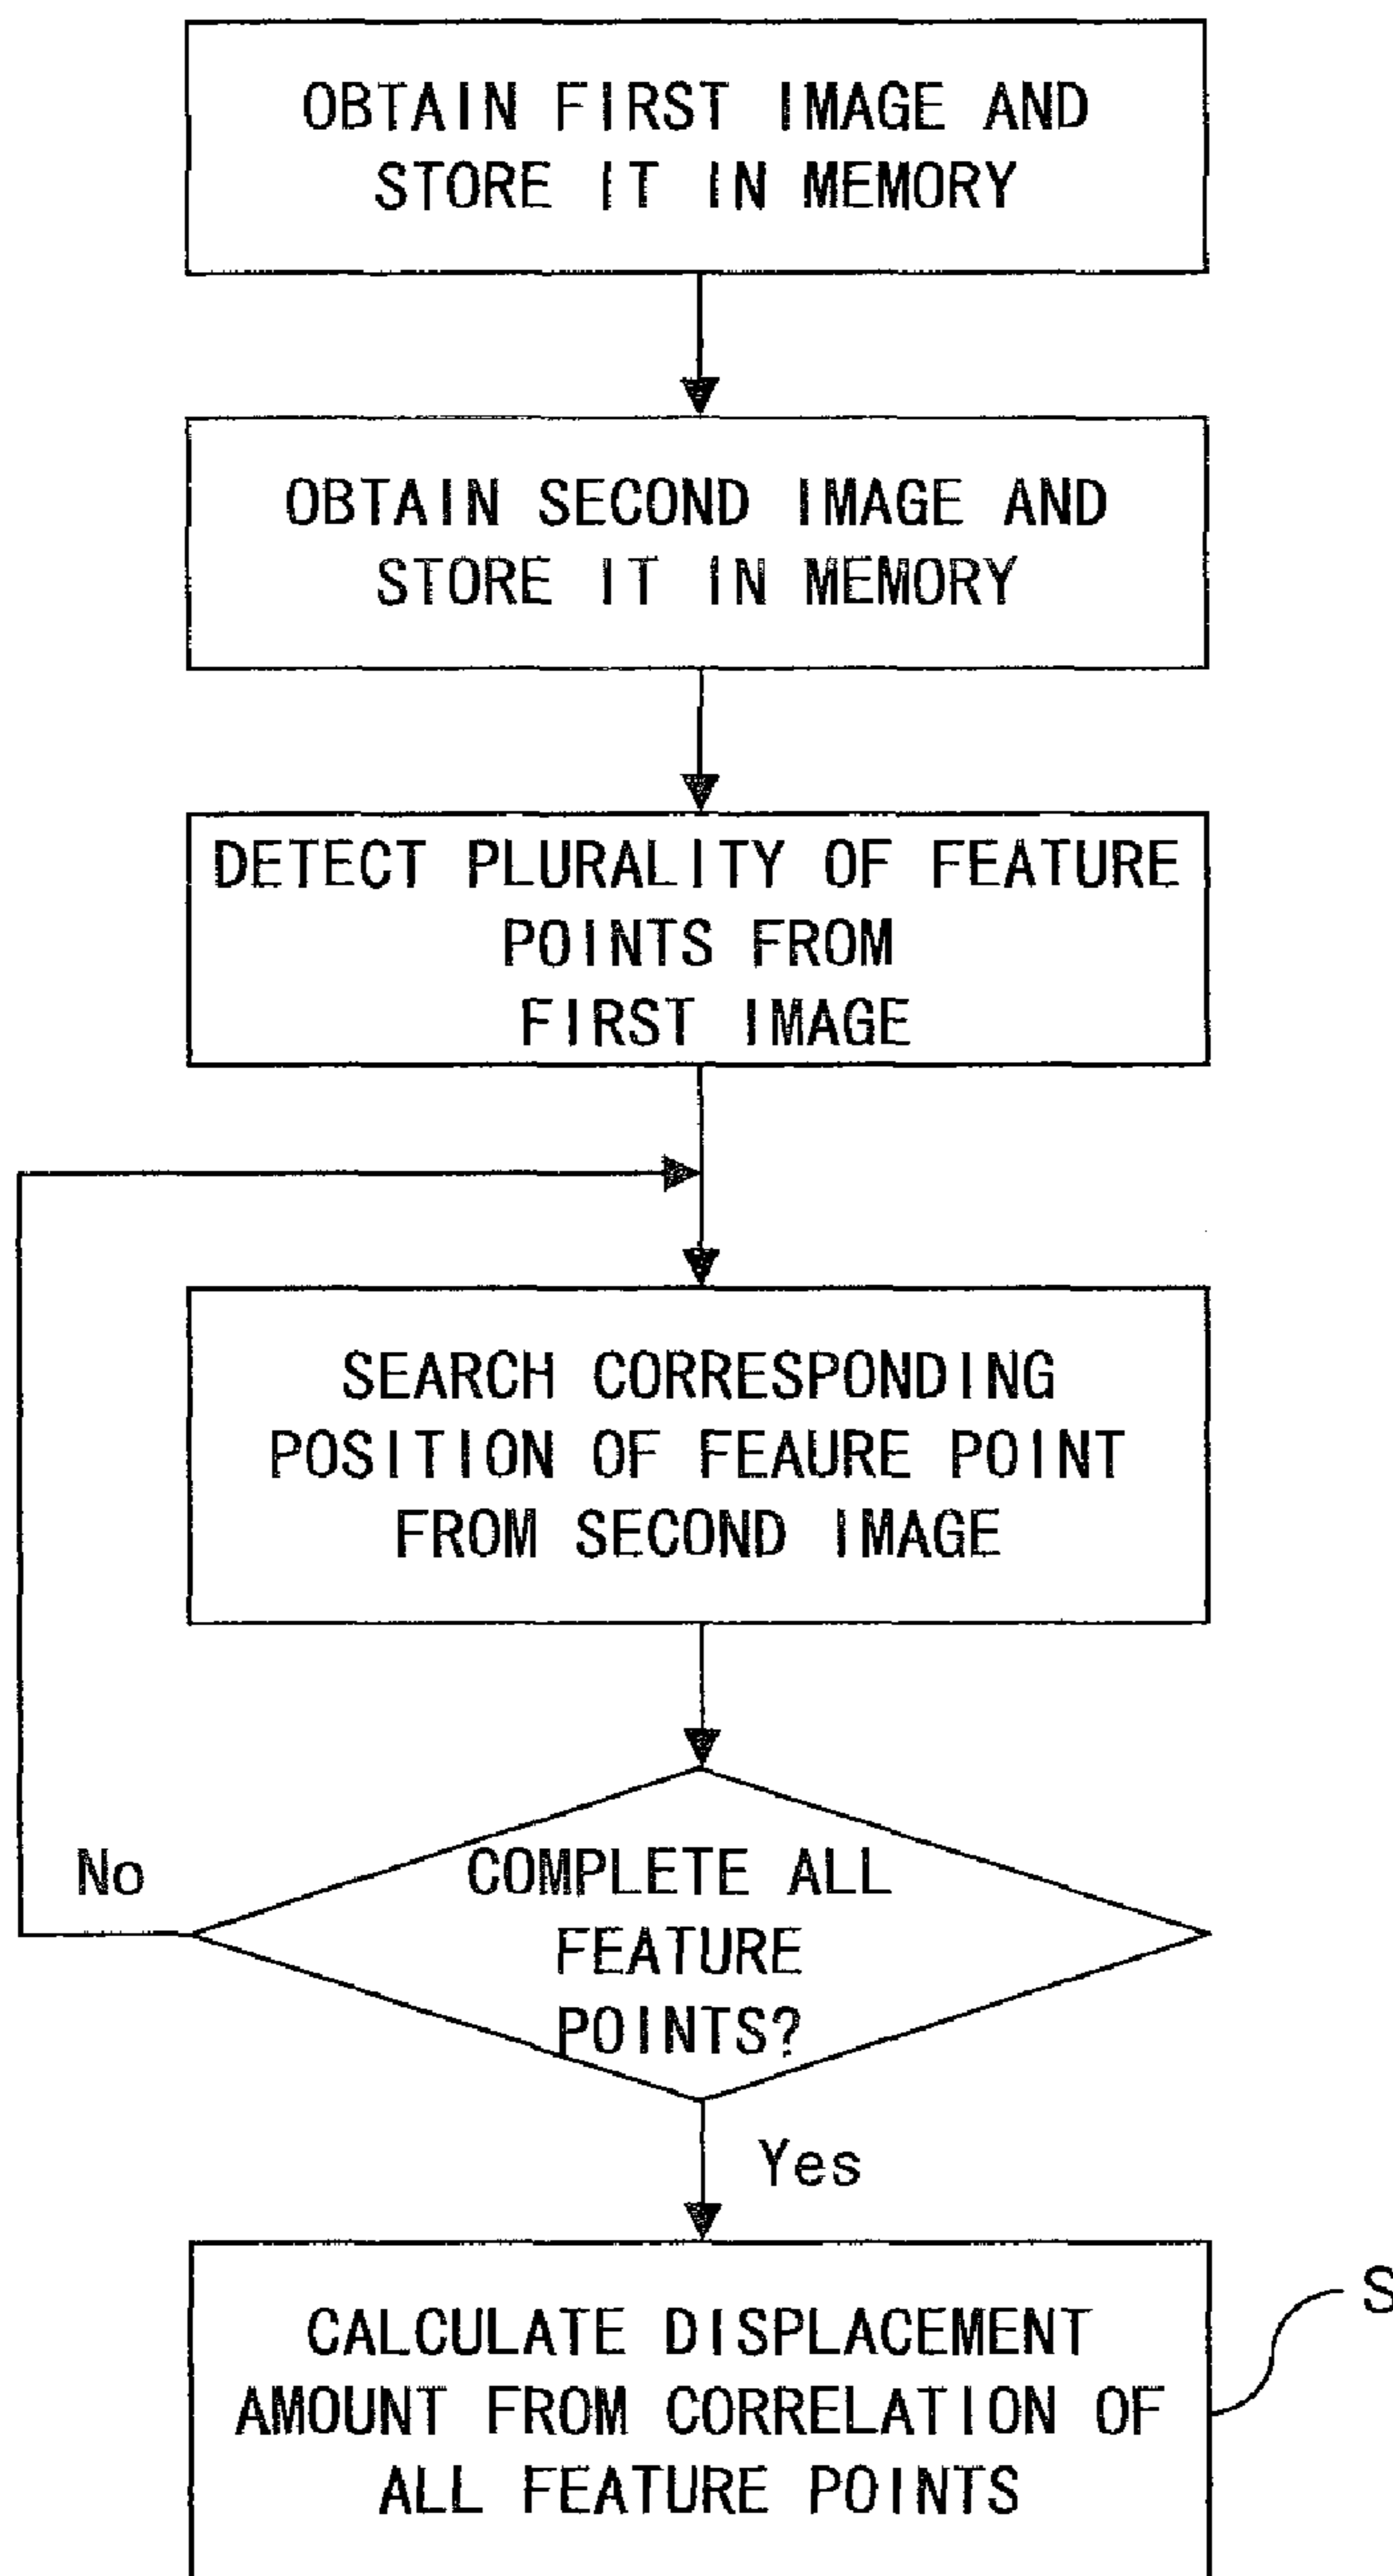 OBTAIN FIRST IMAGE AND
STORE IT IN MEMORY
OBTAIN SECOND IMAGE AND
STORE IT IN MEMORY
DETECT PLURALITY OF FEATURE
POINTS FROM
FIRST IMAGE
SEARCH CORRESPONDING
POSITION OF FEAURE POINT
FROM SECOND IMAGE
No
COMPLETE ALL
FEATURE
POINTS?
Yes
S
CALCULATE DISPLACEMENT
AMOUNT FROM CORRELATION OF
ALL FEATURE POINTS